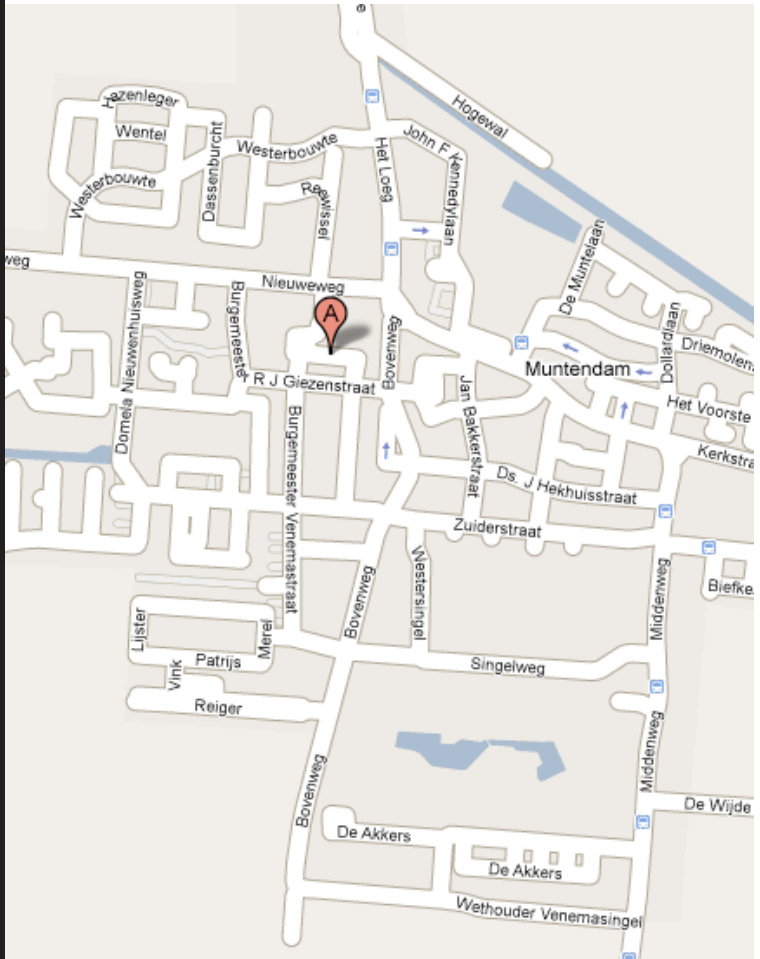 e
Hogewal
Hazenleger
Wentel
Westerbouwte
Dassenburcht
Westerbouwte
Het Loeg
John F Kennedylaan
Reewissel
weg
Nieuweweg
De Muntelaan
Domela Nieuwenhuisweg
Burgemeester
A
Bovenweg
Dollardlaan
Driemolens
Muntendam
R J Giezenstraat
Jan Bakkerstraat
Het Voorste
Burgemeester Venemastraat
Kerkstra
Ds. J Hekhuisstraat
Zuiderstraat
Bovenweg
Westersingel
Middenweg
Biefke
Lijster
Merel
Patrijs
Vink
Singelweg
Reiger
Middenweg
Bovenweg
De Wijde
De Akkers
De Akkers
Wethouder Venemasingel